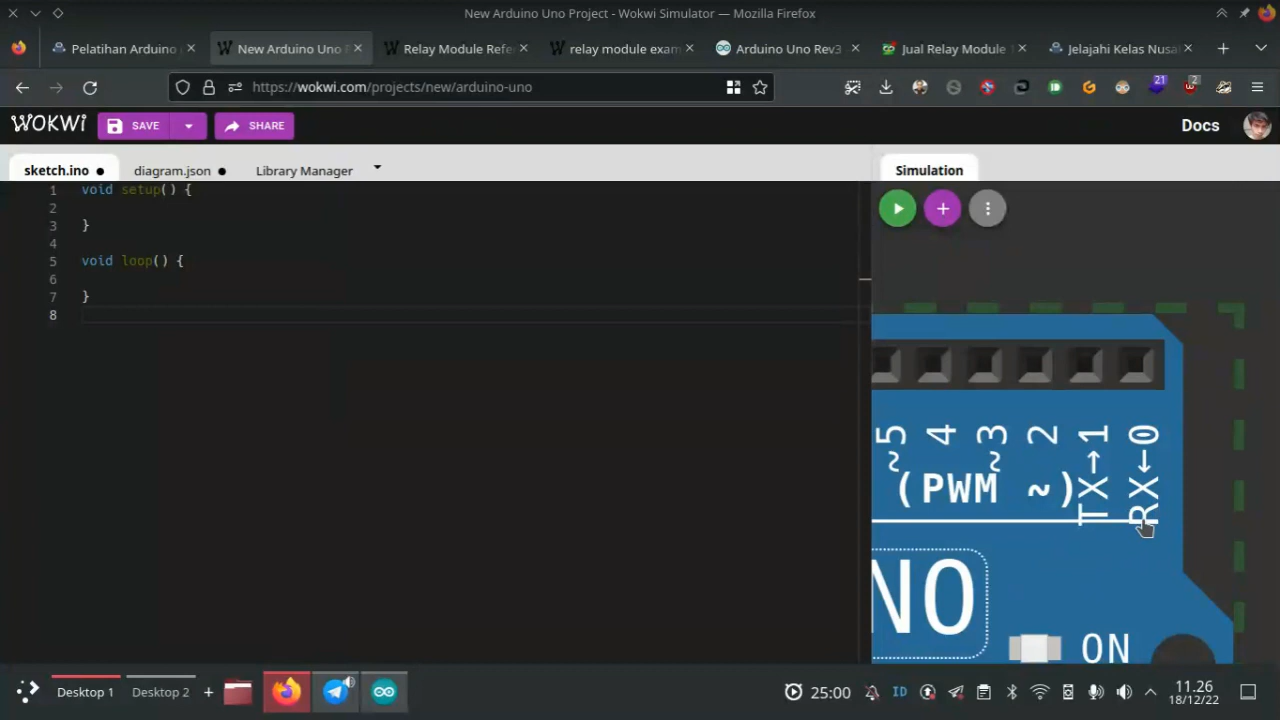 New Arduino Uno Project - Wokwi Simulator — Mozilla Firefox
Pelatihan Arduino
New Arduino Uno
Relay Module Refer
relay module exam
Arduino Uno Rev3
Jual Relay Module
Jelajahi Kelas Nusa
https://wokwi.com/projects/new/arduino-uno
21
2
WOKWI
SAVE
SHARE
Docs
sketch.ino
diagram.json
Library Manager
Simulation
1 void setup() {
2
3 }
4
5 void loop() {
6
7 }
8
~5
4
~3
2
TX→1
RX←0
(PWM ~)
NO
ON
Desktop 1
Desktop 2
25:00
ID
11.26
18/12/22